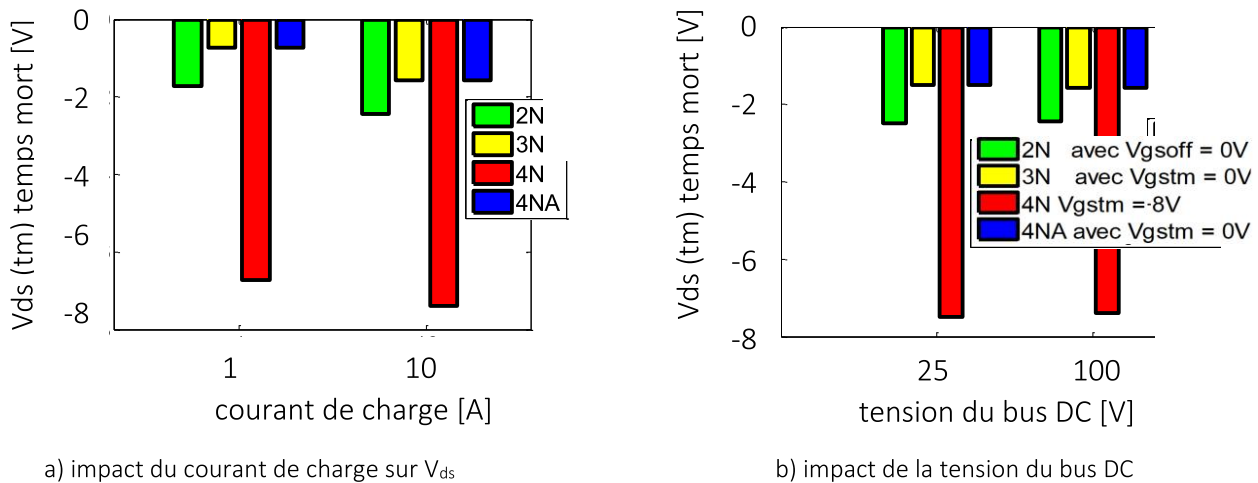 Vds (tm) temps mort [V]
0
-2
-4
-6
-8
2N
3N
4N
4NA
1
10
courant de charge [A]
a) impact du courant de charge sur Vds
Vds (tm) temps mort [V]
0
-2
-4
-6
-8
2N avec Vgsoff = 0V
3N avec Vgstm = 0V
4N Vgstm =-8V
4NA avec Vgstm = 0V
25
100
tension du bus DC [V]
b) impact de la tension du bus DC